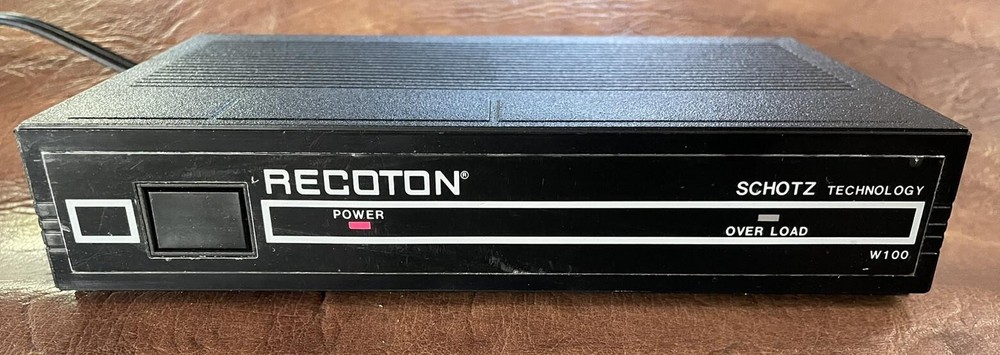 RECOTON®
SCHOTZ TECHNOLOGY
POWER
OVER LOAD
W100